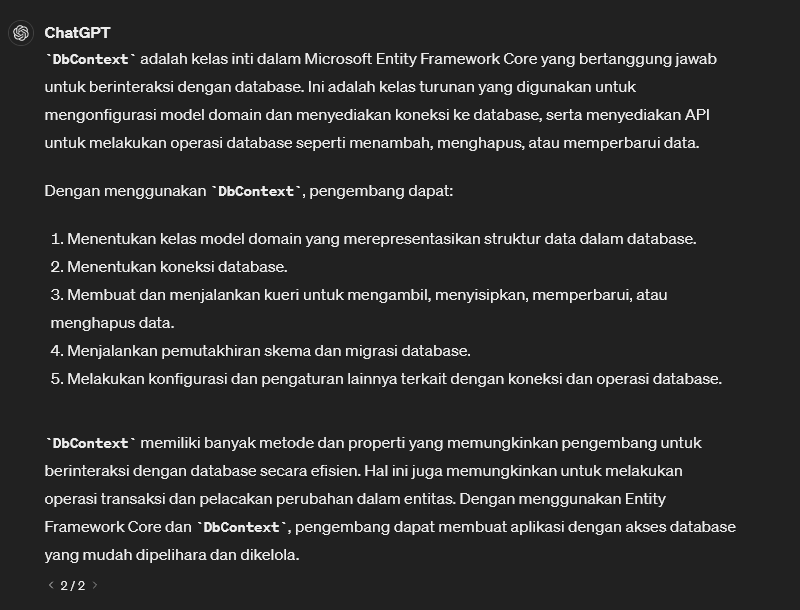 ChatGPT
`DbContext` adalah kelas inti dalam Microsoft Entity Framework Core yang bertanggung jawab
untuk berinteraksi dengan database. Ini adalah kelas turunan yang digunakan untuk
mengonfigurasi model domain dan menyediakan koneksi ke database, serta menyediakan API
untuk melakukan operasi database seperti menambah, menghapus, atau memperbarui data.
Dengan menggunakan `DbContext`, pengembang dapat:
1. Menentukan kelas model domain yang merepresentasikan struktur data dalam database.
2. Menentukan koneksi database.
3. Membuat dan menjalankan kueri untuk mengambil, menyisipkan, memperbarui, atau
menghapus data.
4. Menjalankan pemutakhiran skema dan migrasi database.
5. Melakukan konfigurasi dan pengaturan lainnya terkait dengan koneksi dan operasi database.
`DbContext` memiliki banyak metode dan properti yang memungkinkan pengembang untuk
berinteraksi dengan database secara efisien. Hal ini juga memungkinkan untuk melakukan
operasi transaksi dan pelacakan perubahan dalam entitas. Dengan menggunakan Entity
Framework Core dan `DbContext`, pengembang dapat membuat aplikasi dengan akses database
yang mudah dipelihara dan dikelola.
< 2/2 >